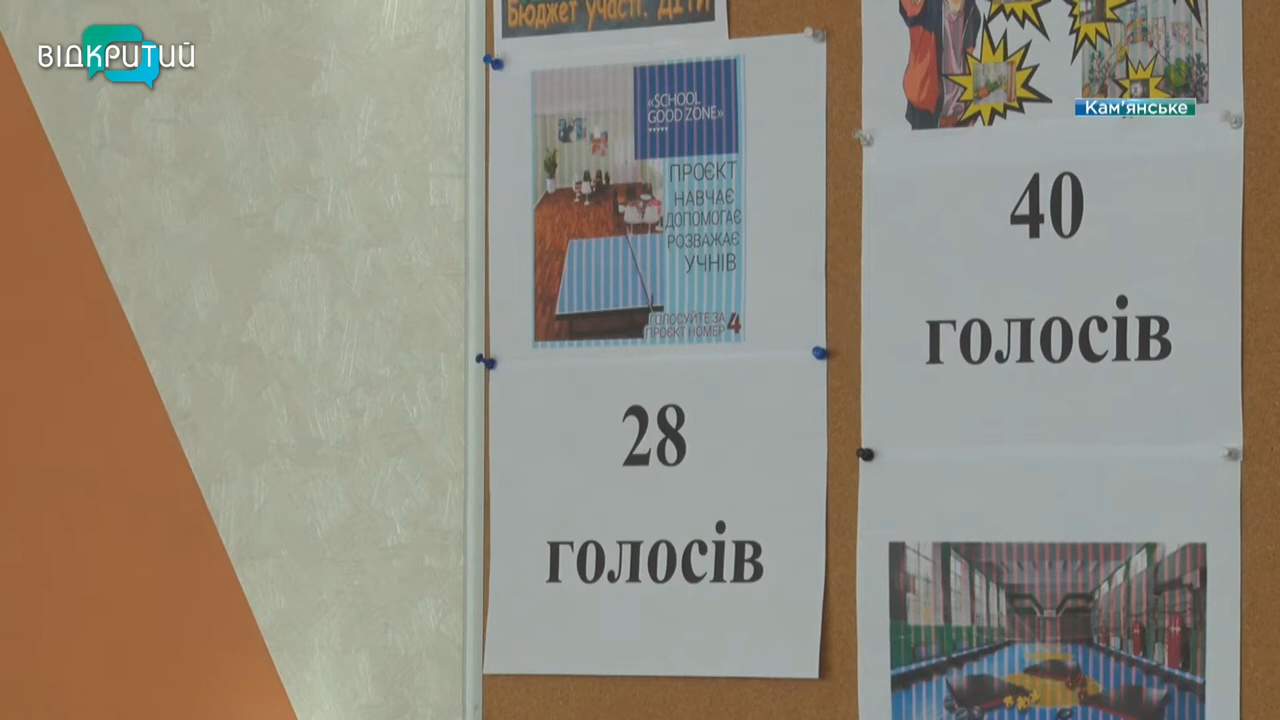 ВІДКРИТИЙ
Бюджет участі. ДІТИ
«SCHOOL
GOOD ZONE»
ПРОЄКТ
НАВЧАЄ
ДОПОМОГАЄ
РОЗВАЖАЄ
УЧНІВ
ГОЛОСУЙТЕ ЗА
ПРОЄКТ НОМЕР 4
28
голосів
Кам'янське
40
голосів